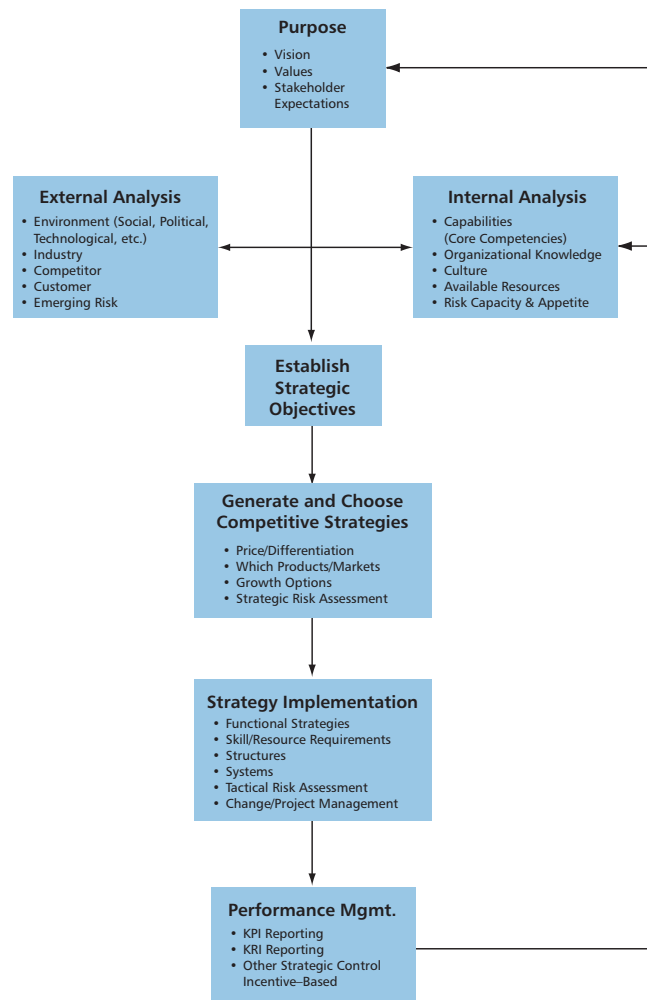 Purpose
• Vision
• Values
• Stakeholder
Expectations
External Analysis
• Environment (Social, Political,
Technological, etc.)
• Industry
• Competitor
• Customer
• Emerging Risk
Internal Analysis
• Capabilities
(Core Competencies)
• Organizational Knowledge
• Culture
• Available Resources
• Risk Capacity & Appetite
Establish
Strategic
Objectives
Generate and Choose
Competitive Strategies
• Price/Differentiation
• Which Products/Markets
• Growth Options
• Strategic Risk Assessment
Strategy Implementation
• Functional Strategies
• Skill/Resource Requirements
• Structures
• Systems
• Tactical Risk Assessment
• Change/Project Management
Performance Mgmt.
• KPI Reporting
• KRI Reporting
• Other Strategic Control
Incentive–Based